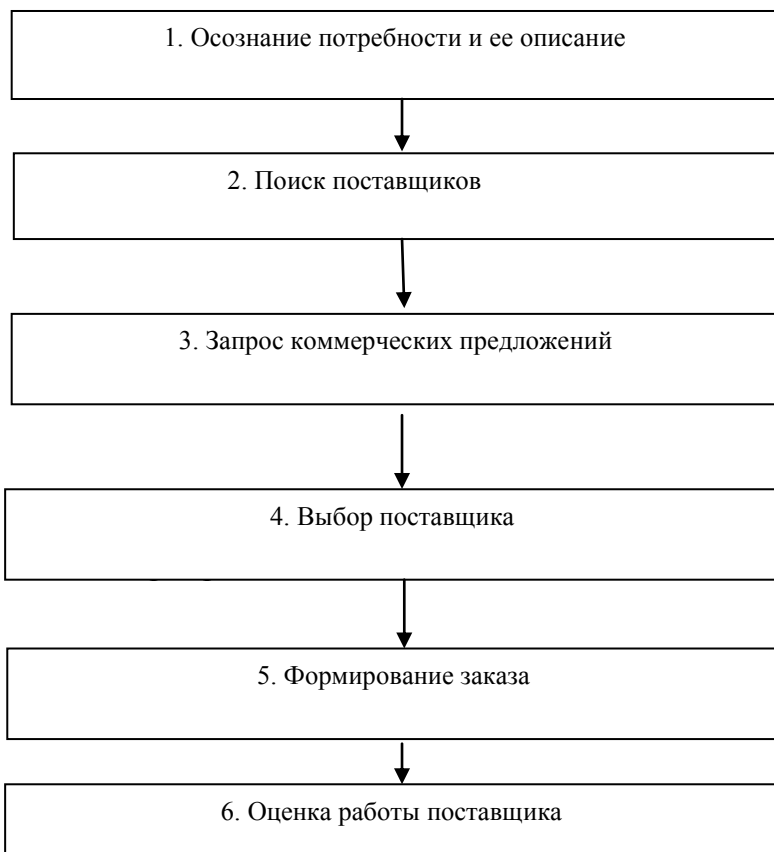 1. Осознание потребности и ее описание
2. Поиск поставщиков
3. Запрос коммерческих предложений
4. Выбор поставщика
5. Формирование заказа
6. Оценка работы поставщика